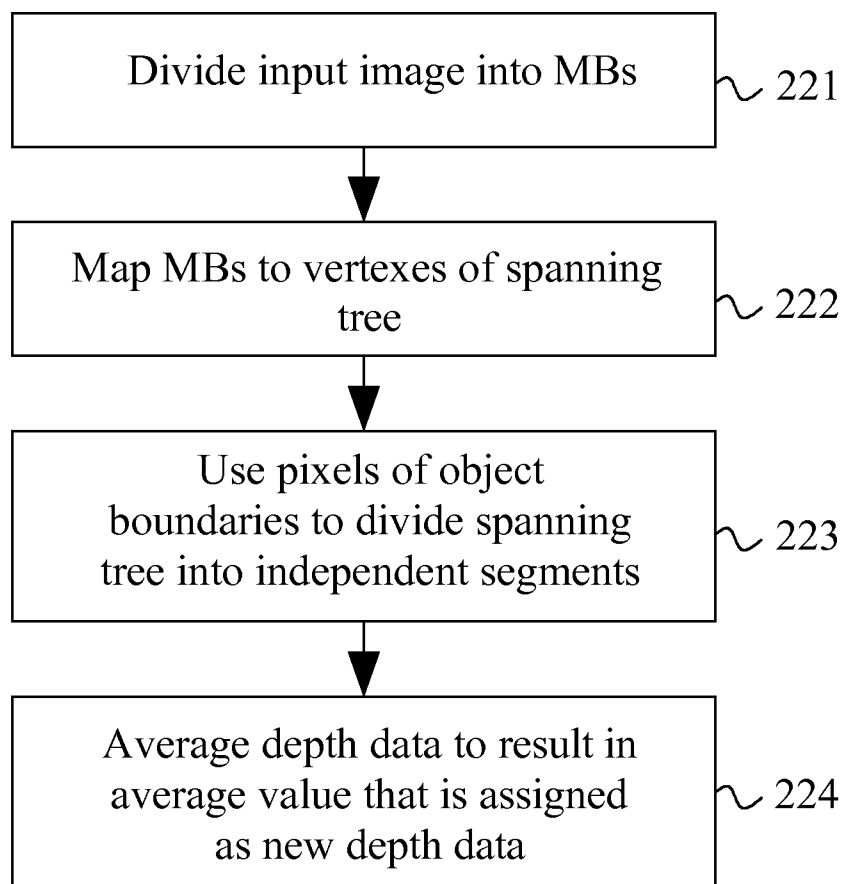 Divide input image into MBs
221
Map MBs to vertexes of spanning
tree
222
Use pixels of object
boundaries to divide spanning
tree into independent segments
223
Average depth data to result in
average value that is assigned
as new depth data
224